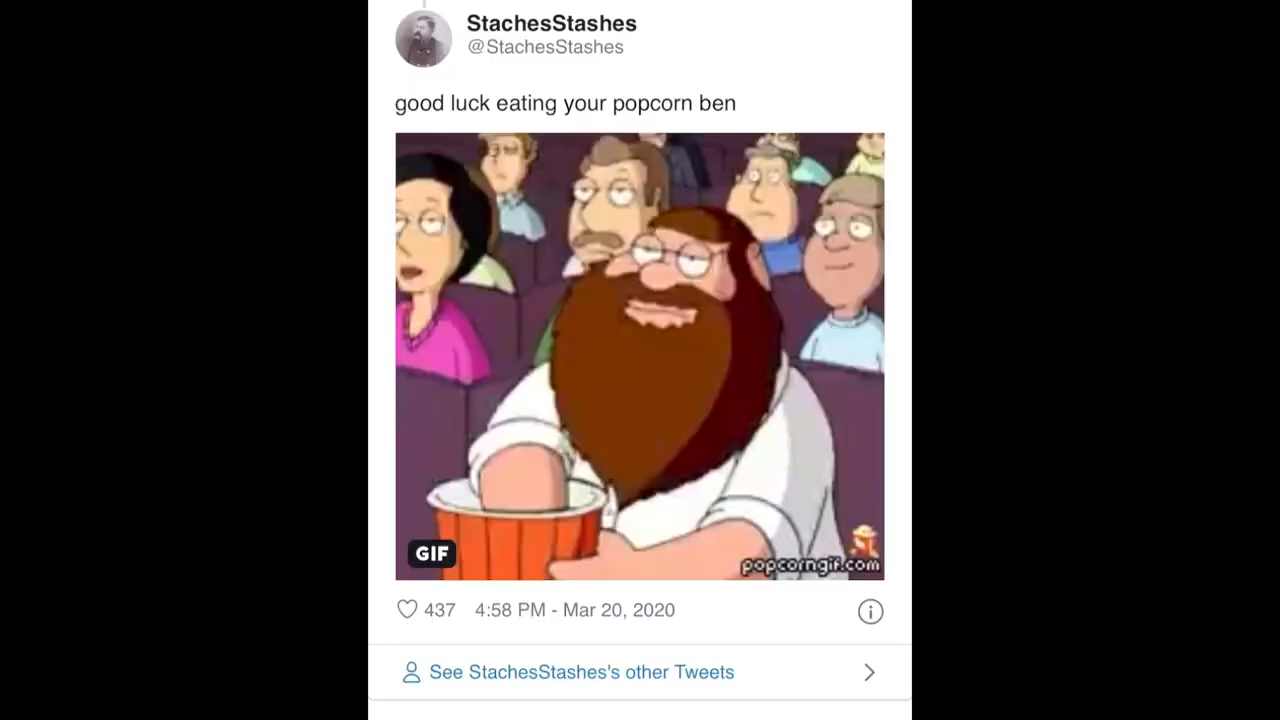 StachesStashes
@StachesStashes
good luck eating your popcorn ben
GIF
popcorngif.com
437 4:58 PM - Mar 20, 2020
See StachesStashes's other Tweets